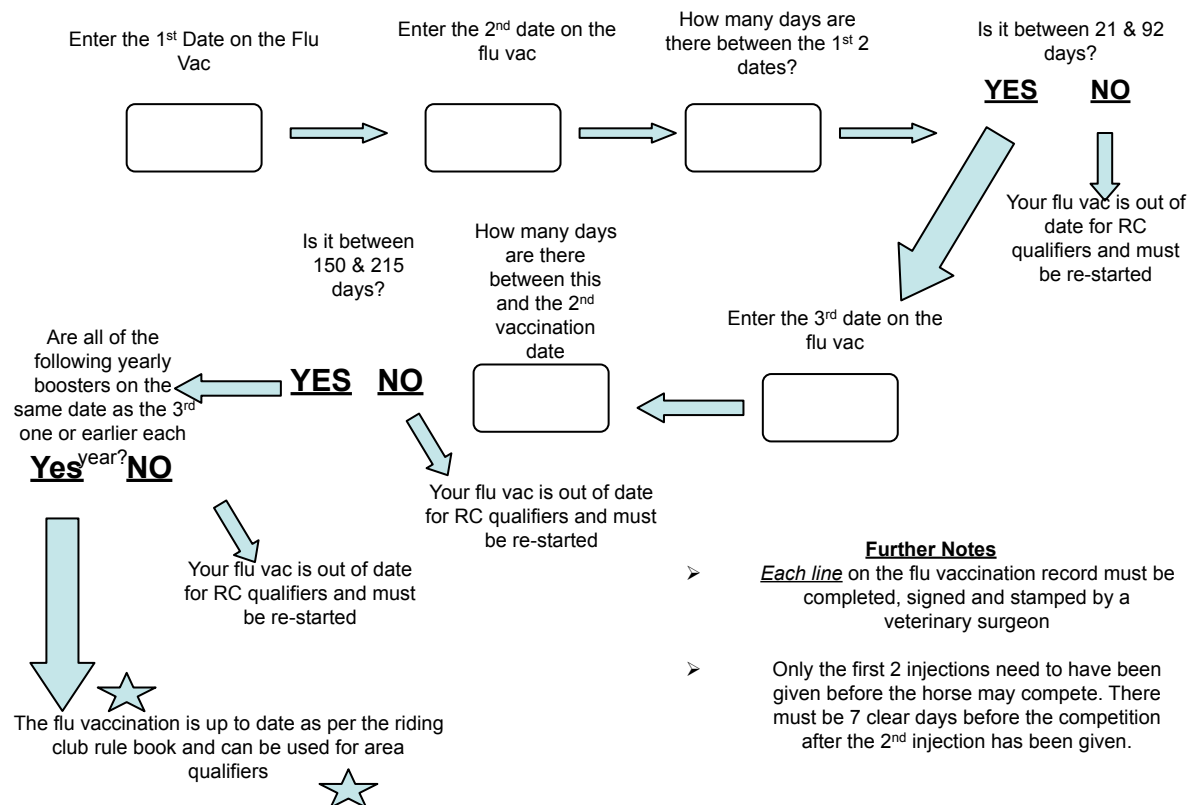 Enter the 1st Date on the Flu
Vac
Enter the 2nd date on the
flu vac
How many days are
there between the 1st 2
dates?
Is it between 21 & 92
days?
YES NO
Your flu vac is out of
date for RC
qualifiers and must
be re-started
Enter the 3rd date on the
flu vac
How many days
are there
between this
and the 2nd
vaccination
date
Is it between
150 & 215
days?
YES NO
Your flu vac is out of date
for RC qualifiers and must
be re-started
Are all of the
following yearly
boosters on the
same date as the 3rd
one or earlier each
year?
Yes NO
Your flu vac is out of date
for RC qualifiers and must
be re-started
The flu vaccination is up to date as per the riding
club rule book and can be used for area
qualifiers
Further Notes
➢ Each line on the flu vaccination record must be
completed, signed and stamped by a
veterinary surgeon
➢ Only the first 2 injections need to have been
given before the horse may compete. There
must be 7 clear days before the competition
after the 2nd injection has been given.